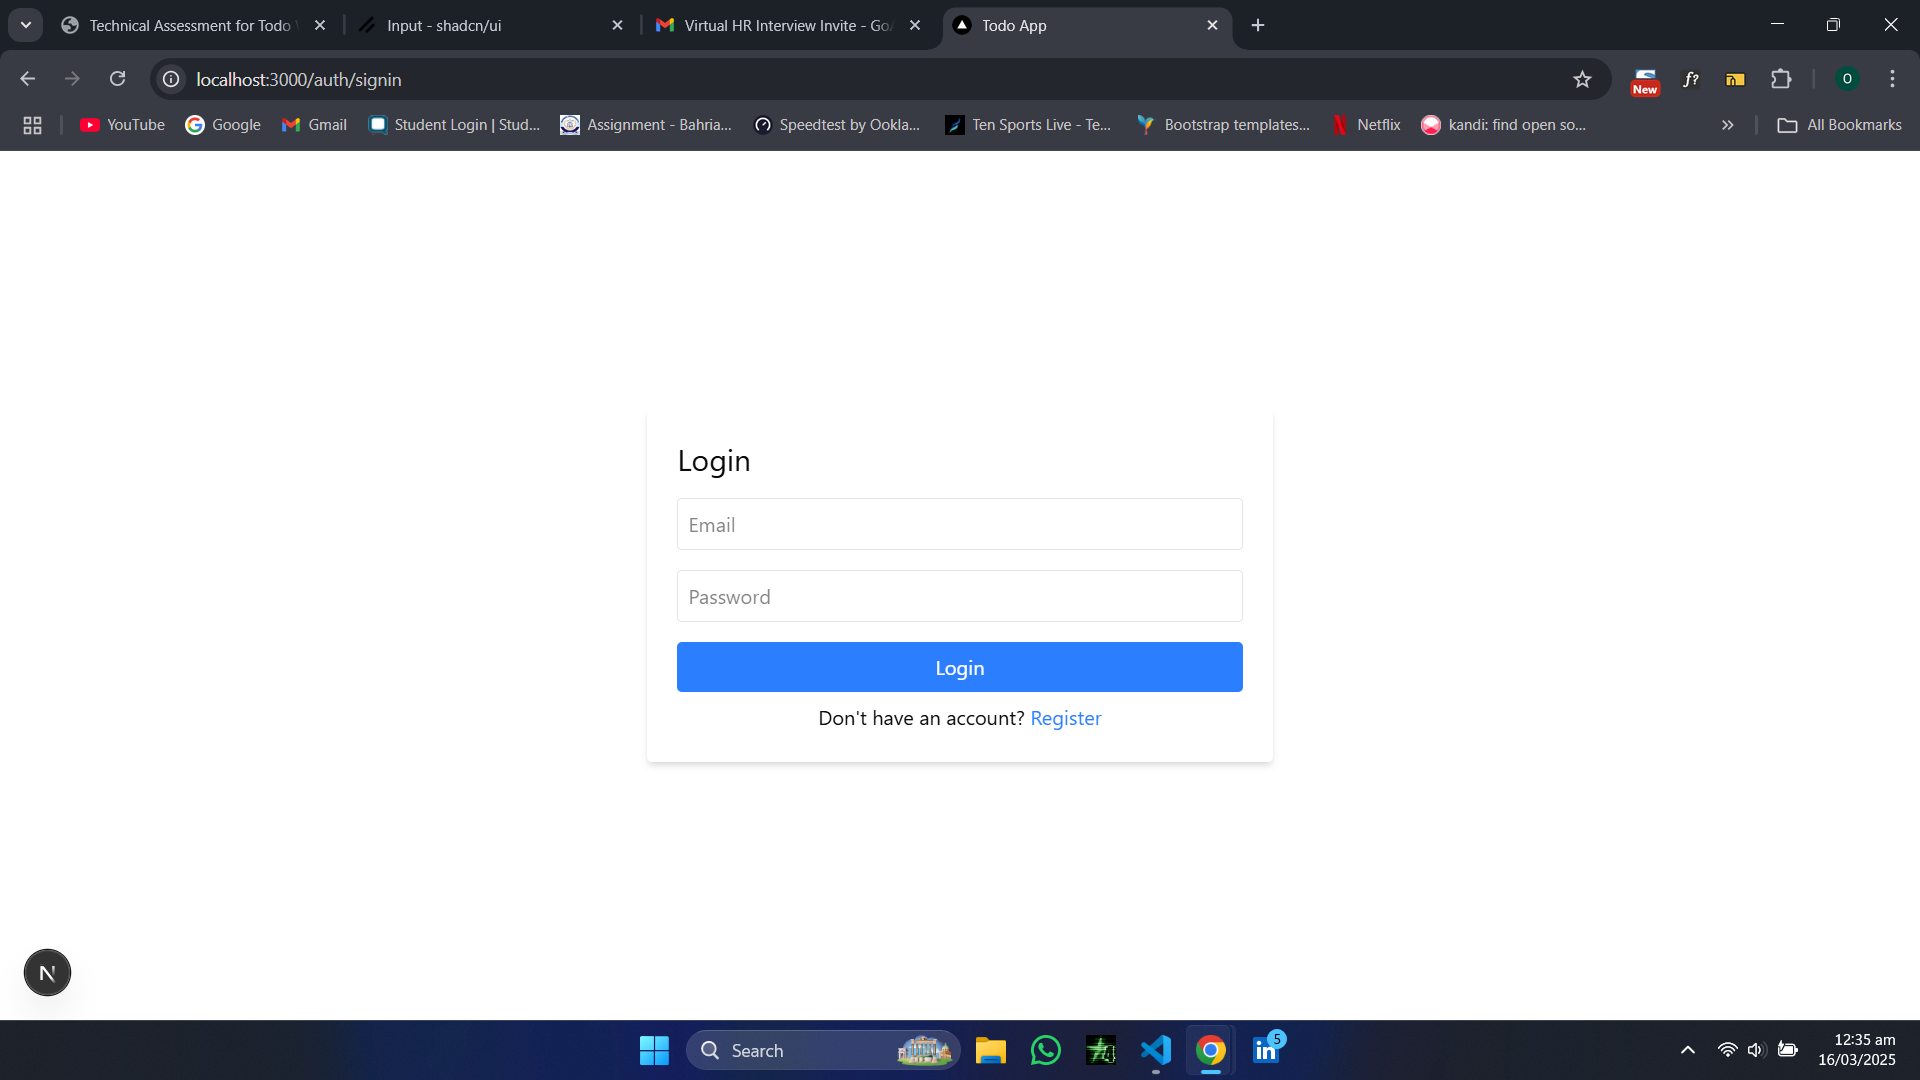 Technical Assessment for Todo
Input - shadcn/ui
Virtual HR Interview Invite - Go
Todo App
localhost:3000/auth/signin
New
f?
O
YouTube
Google
Gmail
Student Login | Stud...
Assignment - Bahria...
Speedtest by Ookla...
Ten Sports Live - Te...
Bootstrap templates...
Netflix
kandi: find open so...
All Bookmarks
Login
Email
Password
Login
Don't have an account? Register
N
Search
in
5
12:35 am
16/03/2025